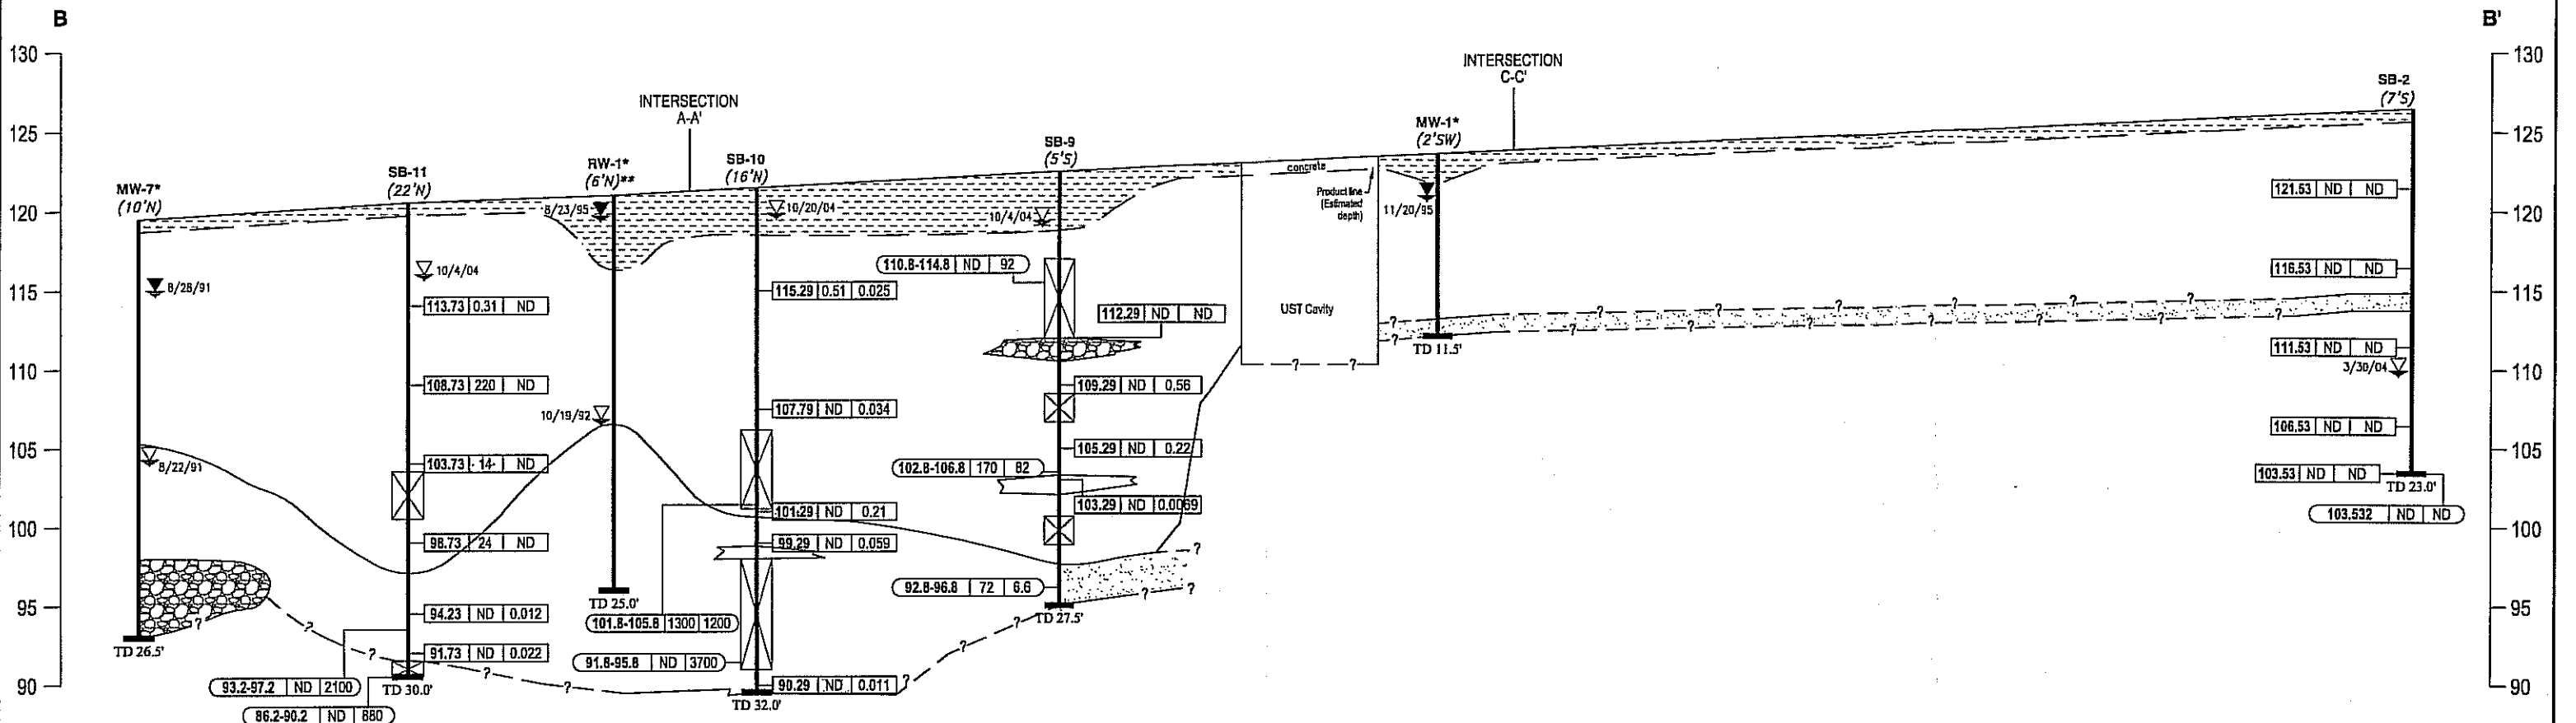 B
B'
130
125
120
115
110
105
100
95
90
130
125
120
115
110
105
100
95
90
INTERSECTION
A-A'
INTERSECTION
C-C'
MW-7*
(10'N)
8/28/91
8/22/91
?
TD 26.5'
SB-11
(22'N)
10/4/04
113.73 0.31 ND
108.73 220 ND
103.73 14 ND
98.73 24 ND
94.23 ND 0.012
91.73 ND 0.022
TD 30.0'
93.2-97.2 ND 2100
86.2-90.2 ND 880
? ? ? ?
RW-1*
(6'N)**
8/23/95
10/19/92
TD 25.0'
SB-10
(16'N)
10/20/04
115.29 0.51 0.025
107.79 ND 0.034
101.29 ND 0.21
99.29 ND 0.059
101.8-105.8 1300 1200
91.8-95.8 ND 3700
90.29 ND 0.011
TD 32.0'
? ? ?
SB-9
(5'S)
10/4/04
110.8-114.8 ND 92
112.29 ND ND
109.29 ND 0.56
105.29 ND 0.22
102.8-106.8 170 82
103.29 ND 0.0069
92.8-96.8 72 6.6
TD 27.5'
? ? ?
concrete
Product line
(Estimated
depth)
UST Cavity
? ?
MW-1*
(2'SW)
11/20/95
TD 11.5'
? ? ? ? ? ? ? ?
? ? ? ? ? ? ?
SB-2
(7'S)
121.53 ND ND
116.53 ND ND
111.53 ND ND
3/30/04
106.53 ND ND
103.53 ND ND
TD 23.0'
103.532 ND ND